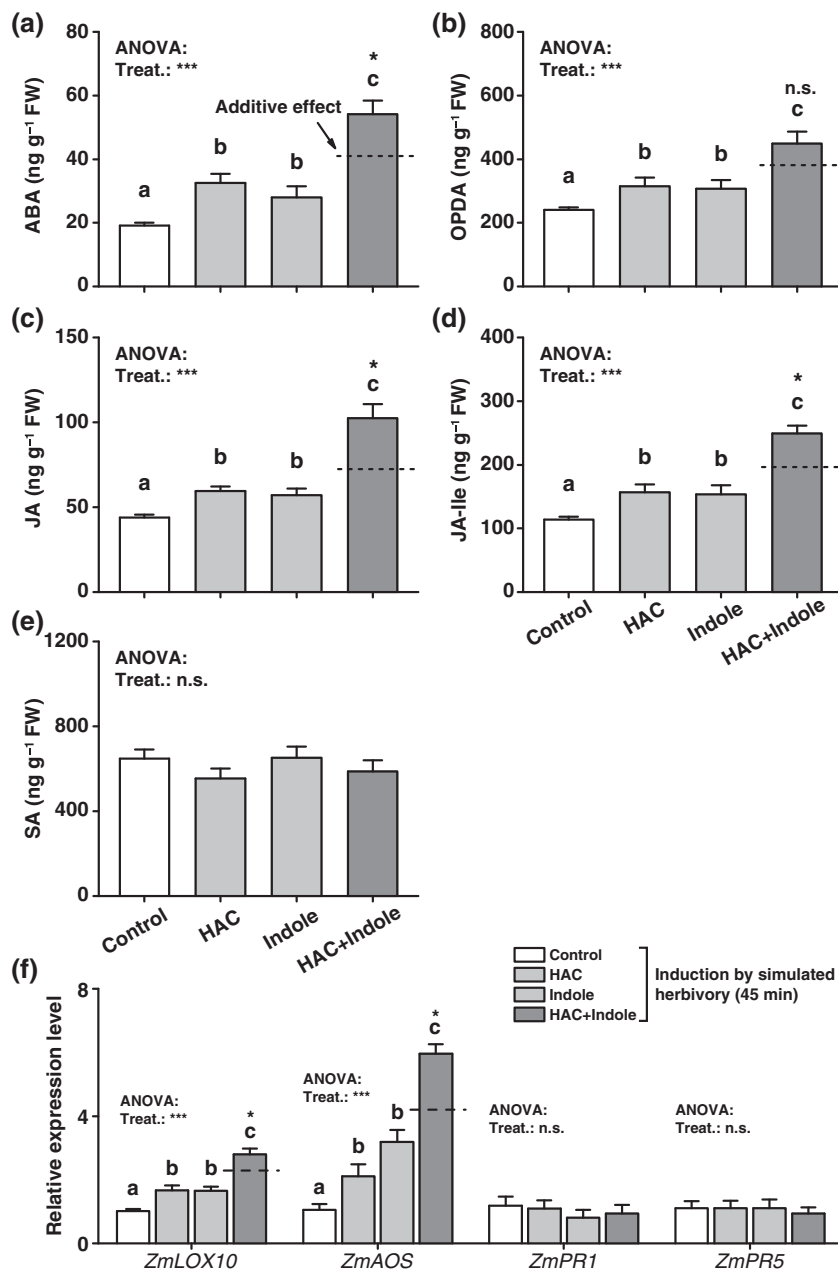 (a)
ABA (ng g⁻¹ FW)
80
60
40
20
0
ANOVA:
Treat.: ***
Additive effect
a
b
b
*
c
(b)
OPDA (ng g⁻¹ FW)
800
600
400
200
0
ANOVA:
Treat.: ***
a
b
b
n.s.
c
(c)
JA (ng g⁻¹ FW)
150
100
50
0
ANOVA:
Treat.: ***
a
b
b
*
c
(d)
JA-Ile (ng g⁻¹ FW)
400
300
200
100
0
ANOVA:
Treat.: ***
a
b
b
*
c
Control
HAC
Indole
HAC+Indole
(e)
SA (ng g⁻¹ FW)
1200
800
400
0
ANOVA:
Treat.: n.s.
Control
HAC
Indole
HAC+Indole
(f)
Relative expression level
8
4
0
Control
HAC
Indole
HAC+Indole
Induction by simulated
herbivory (45 min)
ANOVA:
Treat.: ***
a
b
b
*
c
ANOVA:
Treat.: ***
a
b
b
*
c
ANOVA:
Treat.: n.s.
ANOVA:
Treat.: n.s.
ZmLOX10
ZmAOS
ZmPR1
ZmPR5